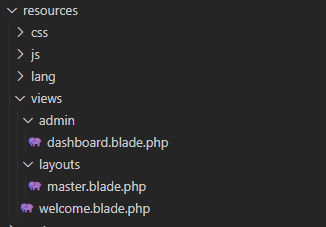 resources
css
js
lang
views
admin
dashboard.blade.php
layouts
master.blade.php
welcome.blade.php